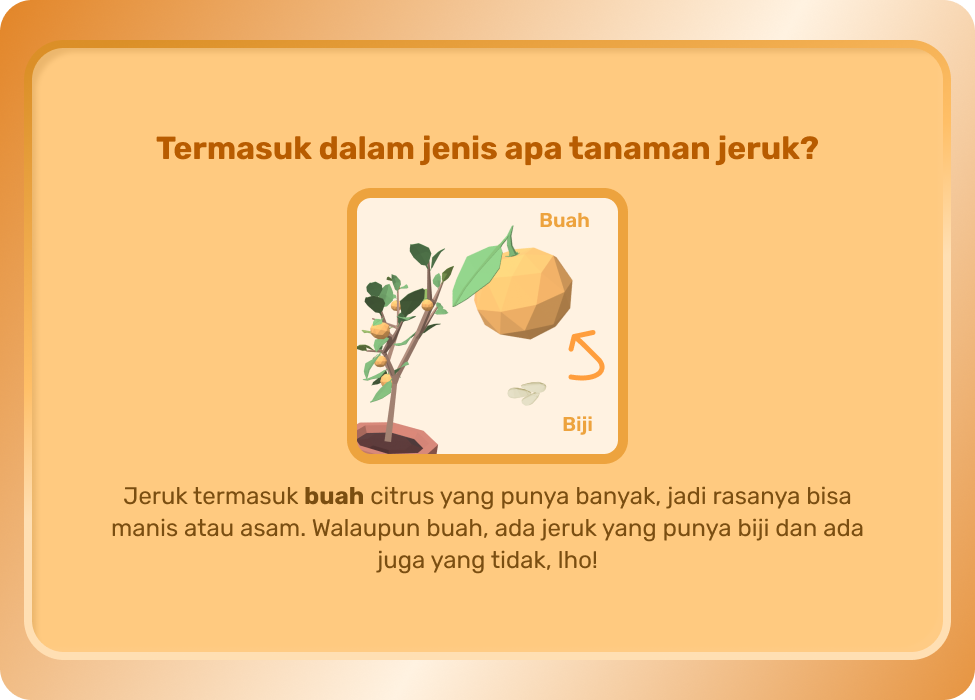 Termasuk dalam jenis apa tanaman jeruk?
Buah
Biji
Jeruk termasuk buah citrus yang punya banyak, jadi rasanya bisa
manis atau asam. Walaupun buah, ada jeruk yang punya biji dan ada
juga yang tidak, lho!